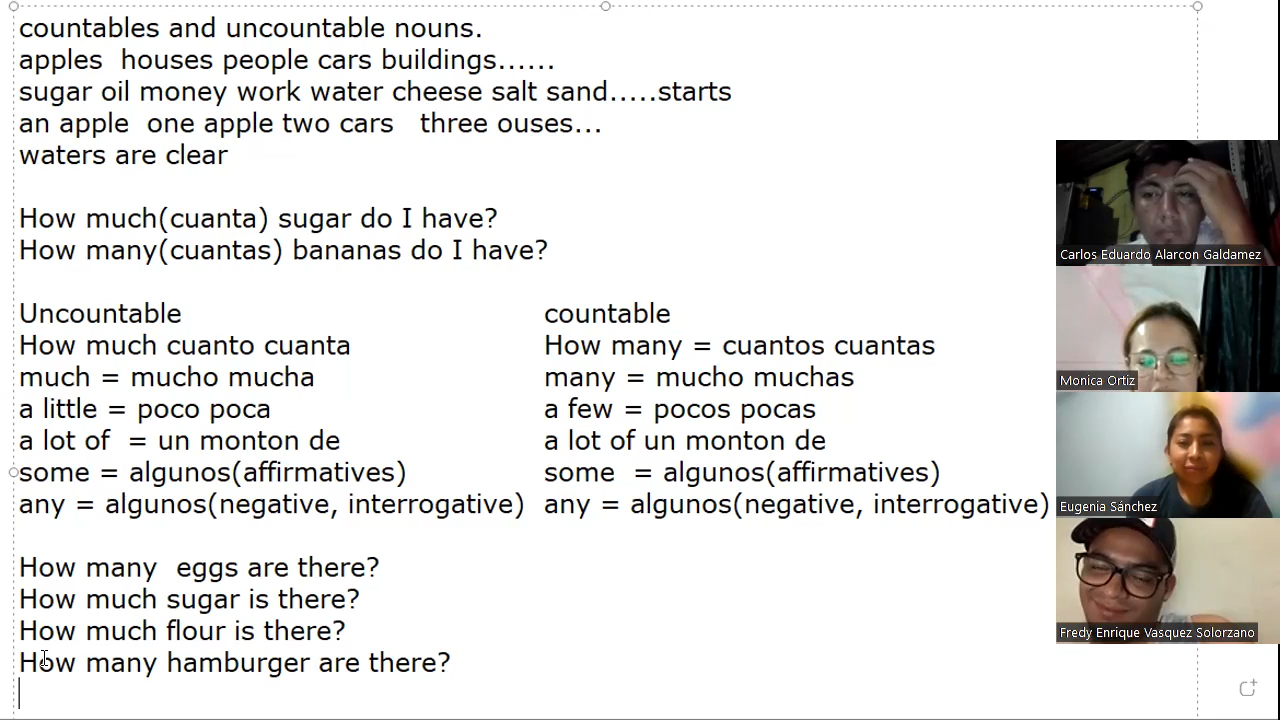 countables and uncountable nouns.
apples  houses people cars buildings......
sugar oil money work water cheese salt sand.....starts
an apple  one apple two cars   three ouses...
waters are clear
How much(cuanta) sugar do I have?
How many(cuantas) bananas do I have?
Uncountable
How much cuanto cuanta
much = mucho mucha
a little = poco poca
a lot of  = un monton de
some = algunos(affirmatives)
any = algunos(negative, interrogative)
countable
How many = cuantos cuantas
many = mucho muchas
a few = pocos pocas
a lot of un monton de
some  = algunos(affirmatives)
any = algunos(negative, interrogative)
How many  eggs are there?
How much sugar is there?
How much flour is there?
How many hamburger are there?
Carlos Eduardo Alarcon Galdamez
Monica Ortiz
Eugenia Sánchez
Fredy Enrique Vasquez Solorzano